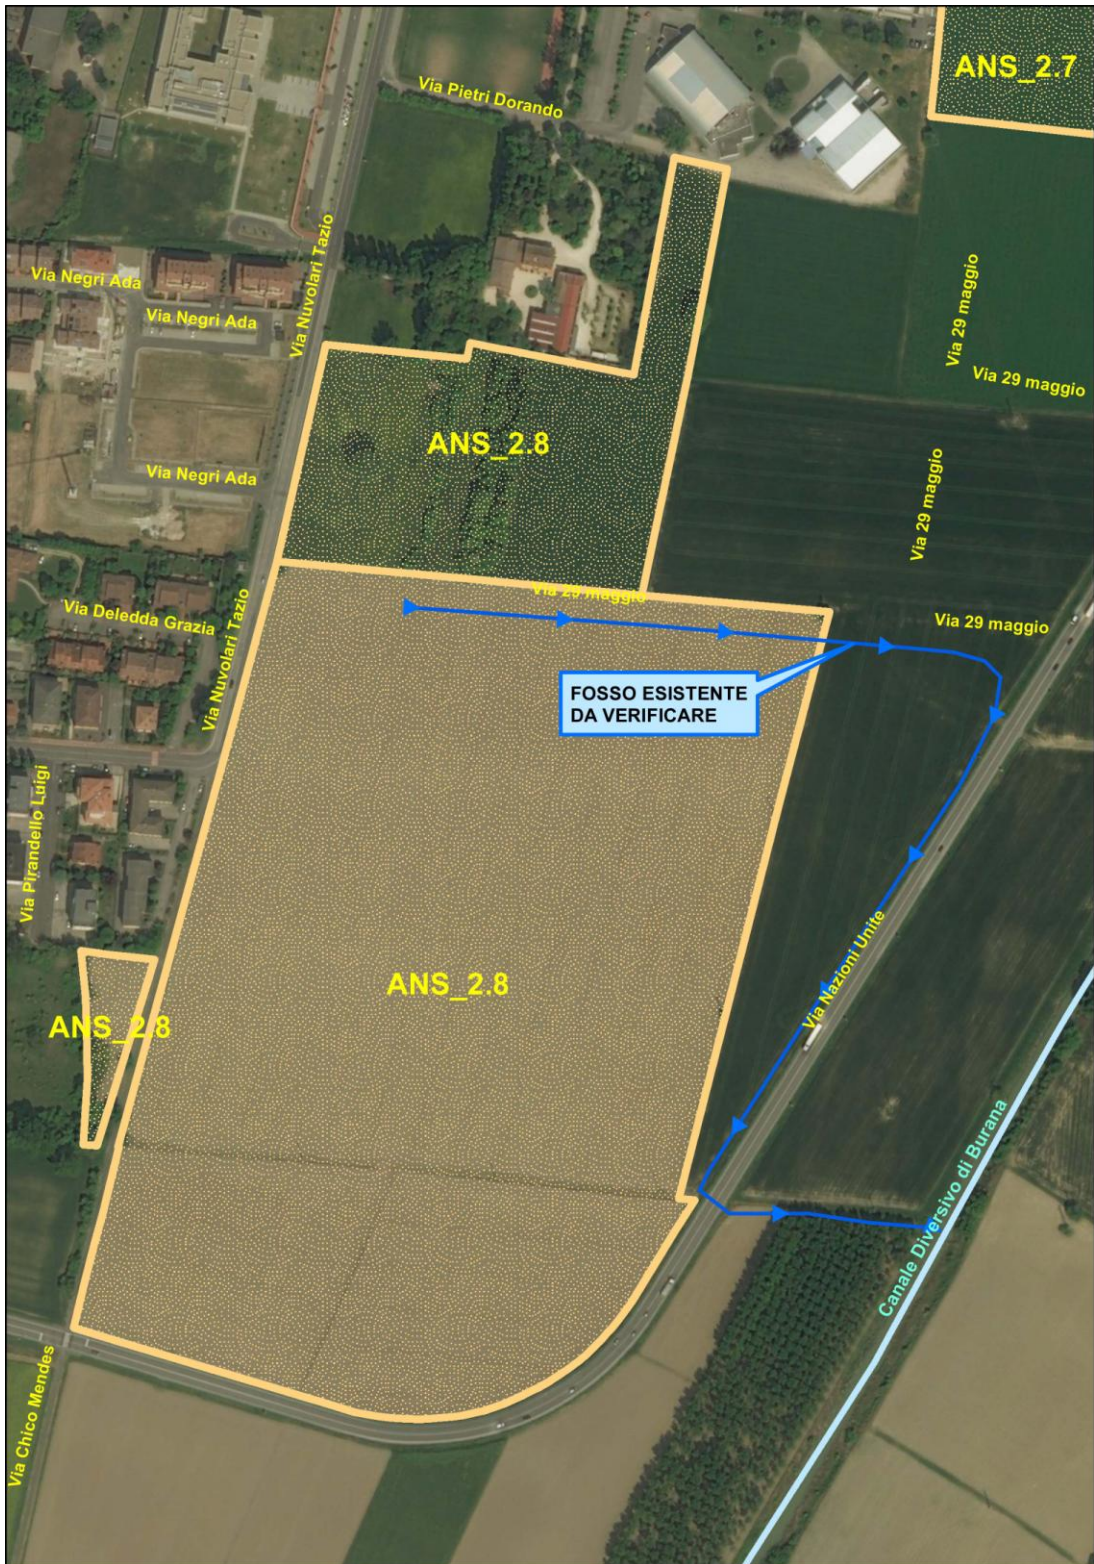 ANS_2.7
Via Pietri Dorando
Via Nuvolari Tazio
Via Negri Ada
Via Negri Ada
Via 29 maggio
Via 29 maggio
ANS_2.8
Via Negri Ada
Via 29 maggio
Via 29 maggio
Via Deledda Grazia
Via Nuvolari Tazio
Via 29 maggio
FOSSO ESISTENTE
DA VERIFICARE
Via Pirandello Luigi
Via Nazioni Unite
ANS_2.8
ANS_2.8
Canale Diversivo di Burana
Via Chico Mendes